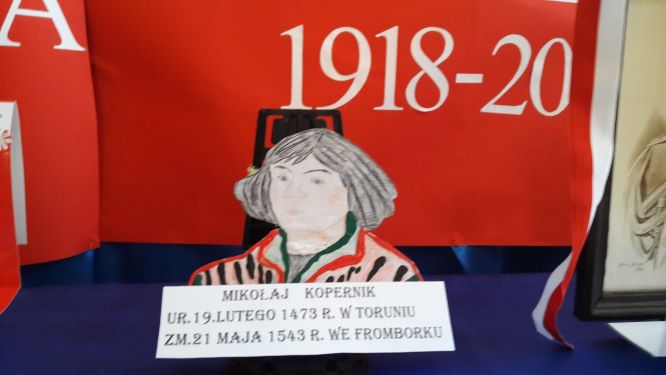 A
1918-20
MIKOŁAJ KOPERNIK
UR.19.LUTEGO 1473 R. W TORUNIU
ZM.21 MAJA 1543 R. WE FROMBORKU